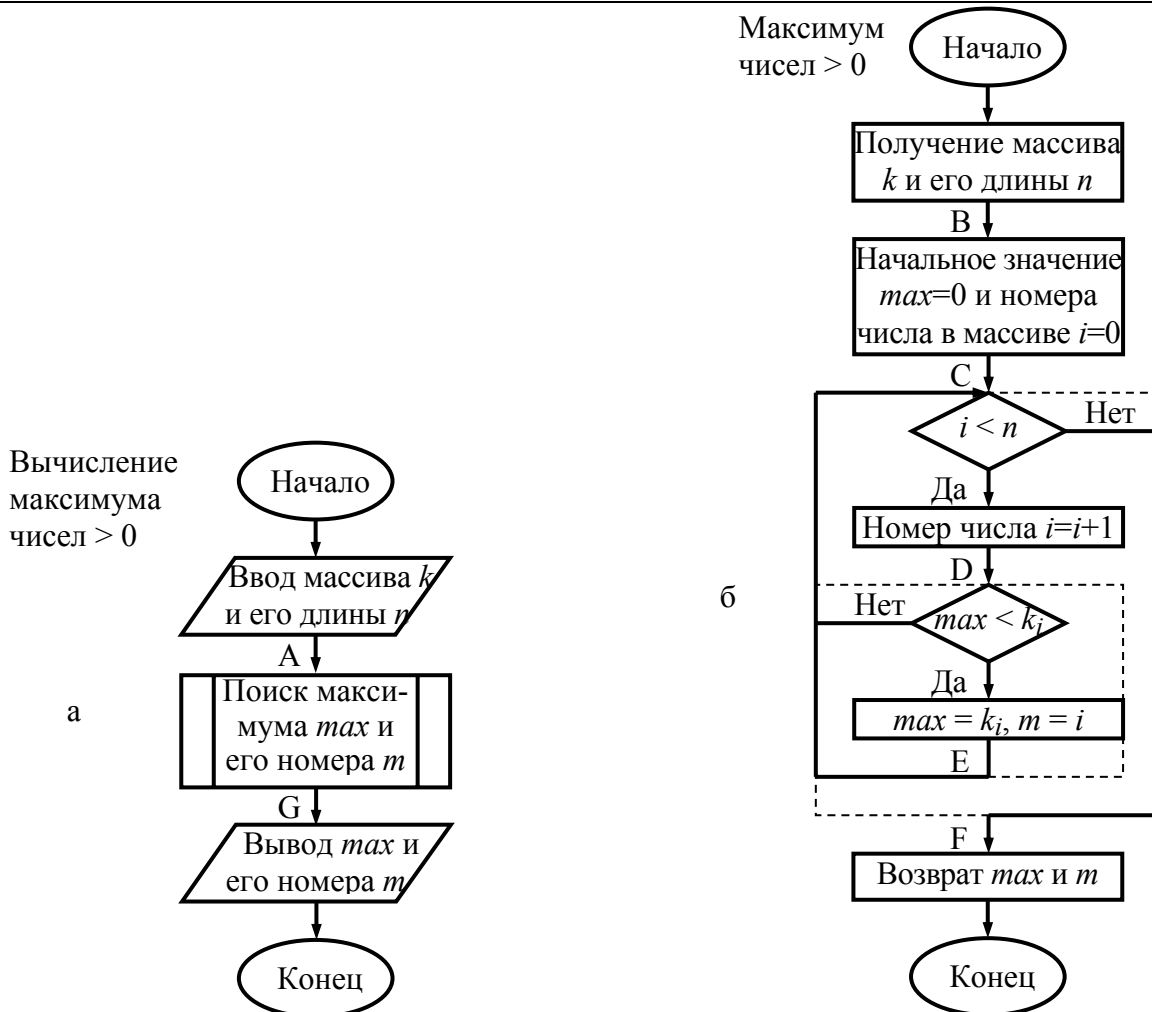 Вычисление
максимума
чисел > 0
Начало
Ввод массива k
и его длины n
A
а
Поиск макси-
мума max и
его номера m
G
Вывод max и
его номера m
Конец
Максимум
чисел > 0
Начало
Получение массива
k и его длины n
B
Начальное значение
max=0 и номера
числа в массиве i=0
C
i < n
Нет
Да
Номер числа i=i+1
D
б
Нет
max < ki
Да
max = ki, m = i
E
F
Возврат max и m
Конец